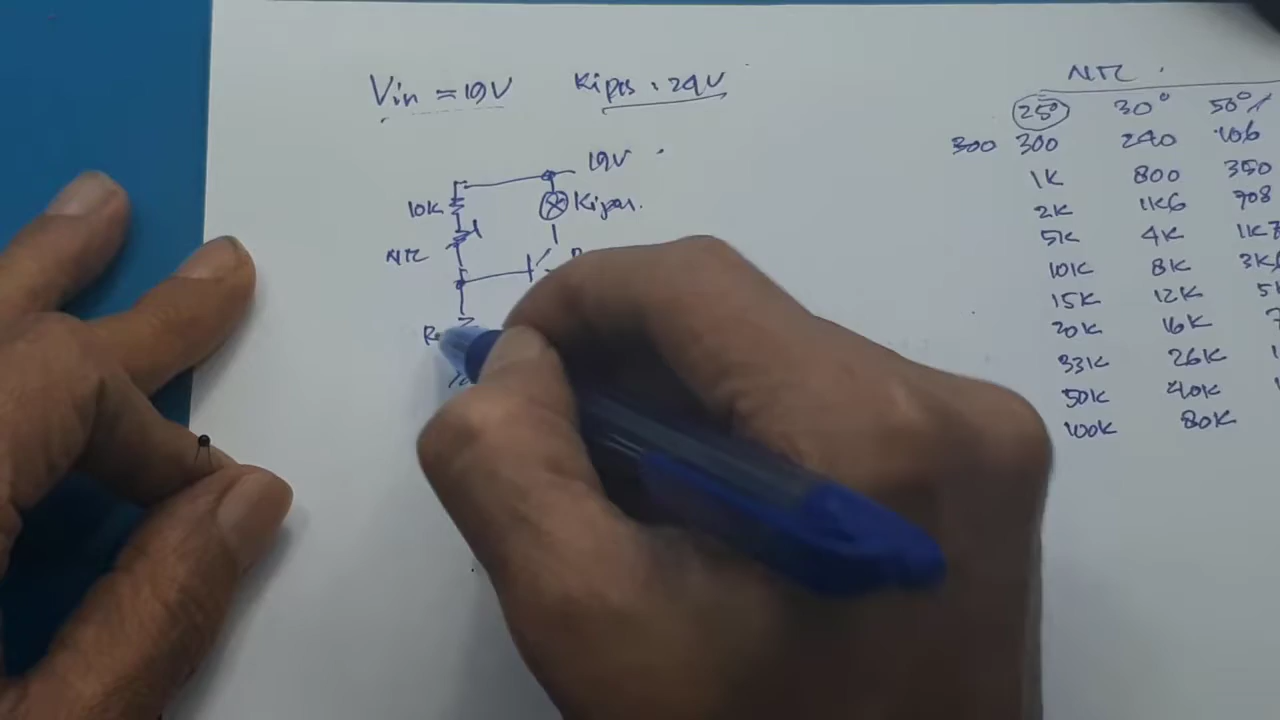 Vin = 19V Kipas . 24V
19V
10K Kipas.
NTC
NTC
25° 30° 50°
300 300 240 106
1K 800 350
2K 1K6 708
5K 4K 1K7
10K 8K
15K 12K
20K 16K
33K 26K
50K 40K
100K 80K